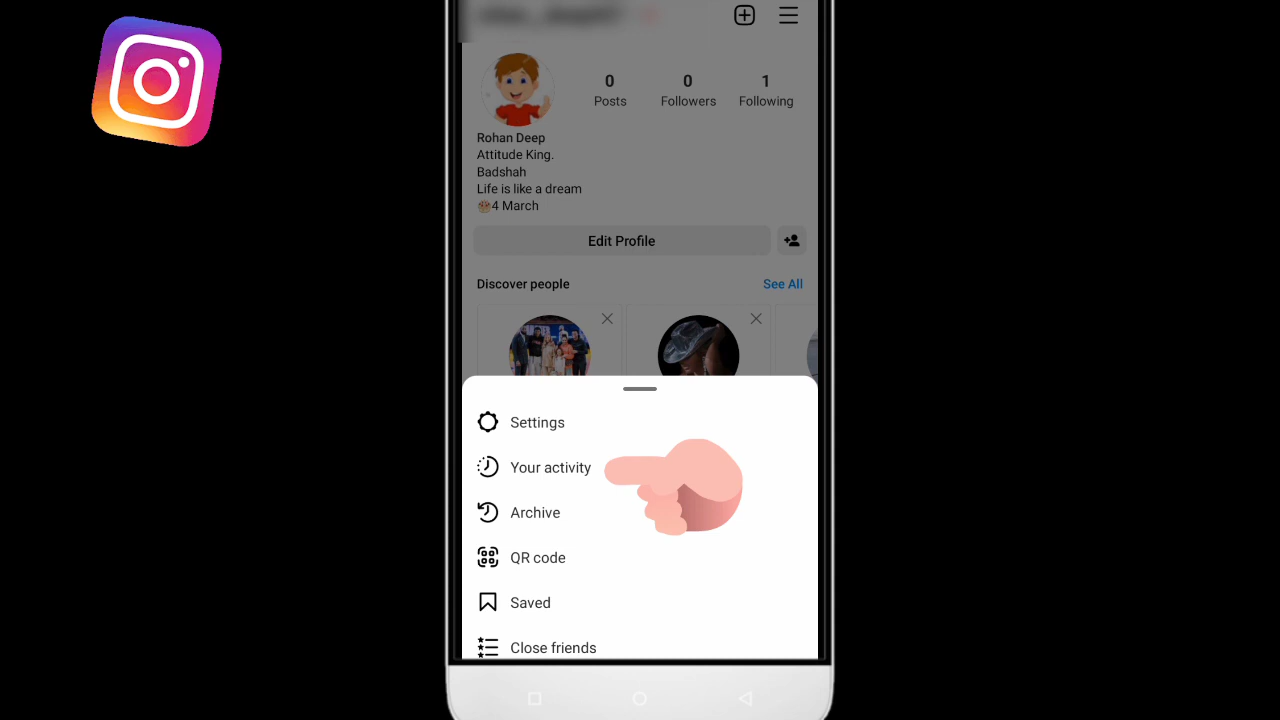 0 0 1
Posts Followers Following
Rohan Deep
Attitude King.
Badshah
Life is like a dream
🎂4 March
Edit Profile
Discover people See All
Settings
Your activity
Archive
QR code
Saved
Close friends